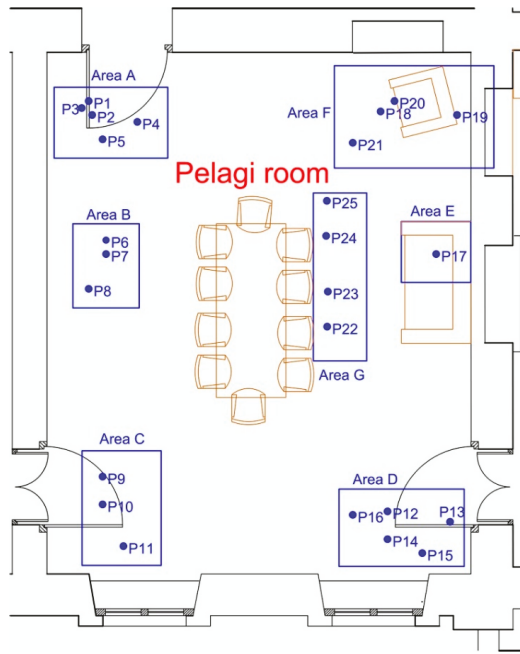 Area A
P1
P3
P2
P4
P5
Area F
P20
P18
P19
P21
Pelagi room
Area B
P6
P7
P8
P25
P24
P23
P22
Area G
Area E
P17
Area C
P9
P10
P11
Area D
P16
P12
P13
P14
P15